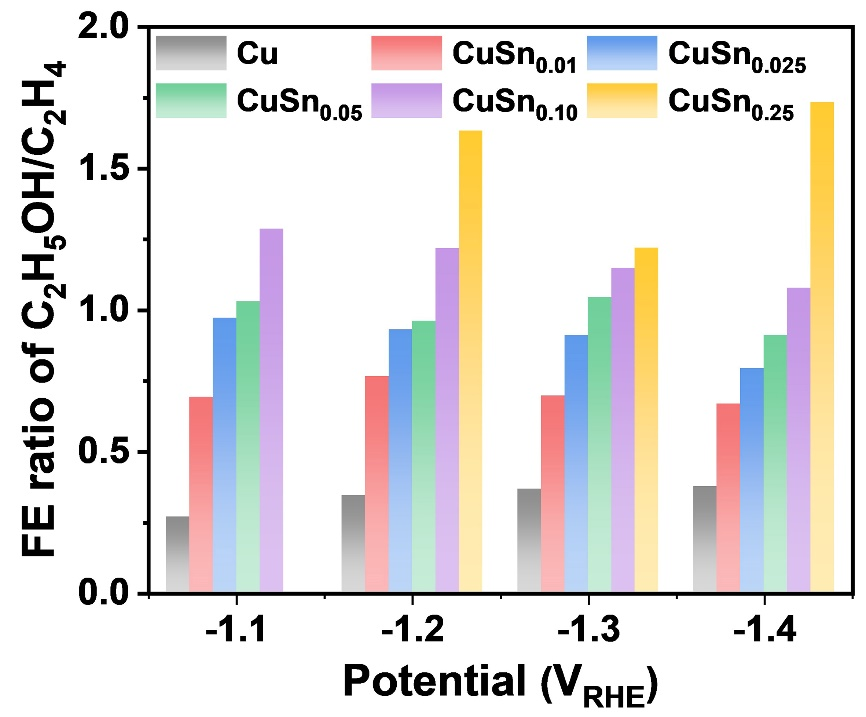 FE ratio of C₂H₅OH/C₂H₄
2.0
1.5
1.0
0.5
0.0
Cu CuSn₀.₀₁ CuSn₀.₀₂₅
CuSn₀.₀₅ CuSn₀.₁₀ CuSn₀.₂₅
-1.1 -1.2 -1.3 -1.4
Potential (V_RHE)